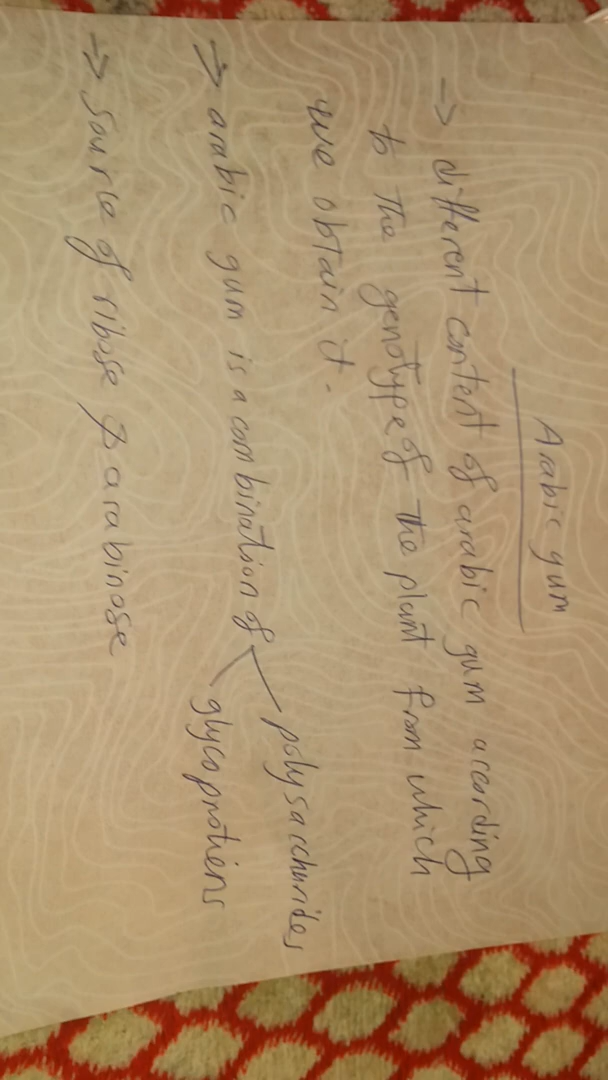 Arabic gum
→ different content of arabic gum according
to the genotype of the plant from which
we obtain it.
→ arabic gum is a combination of
polysaccharides
glycoprotiens
→ Sourle of ribose & arabinose